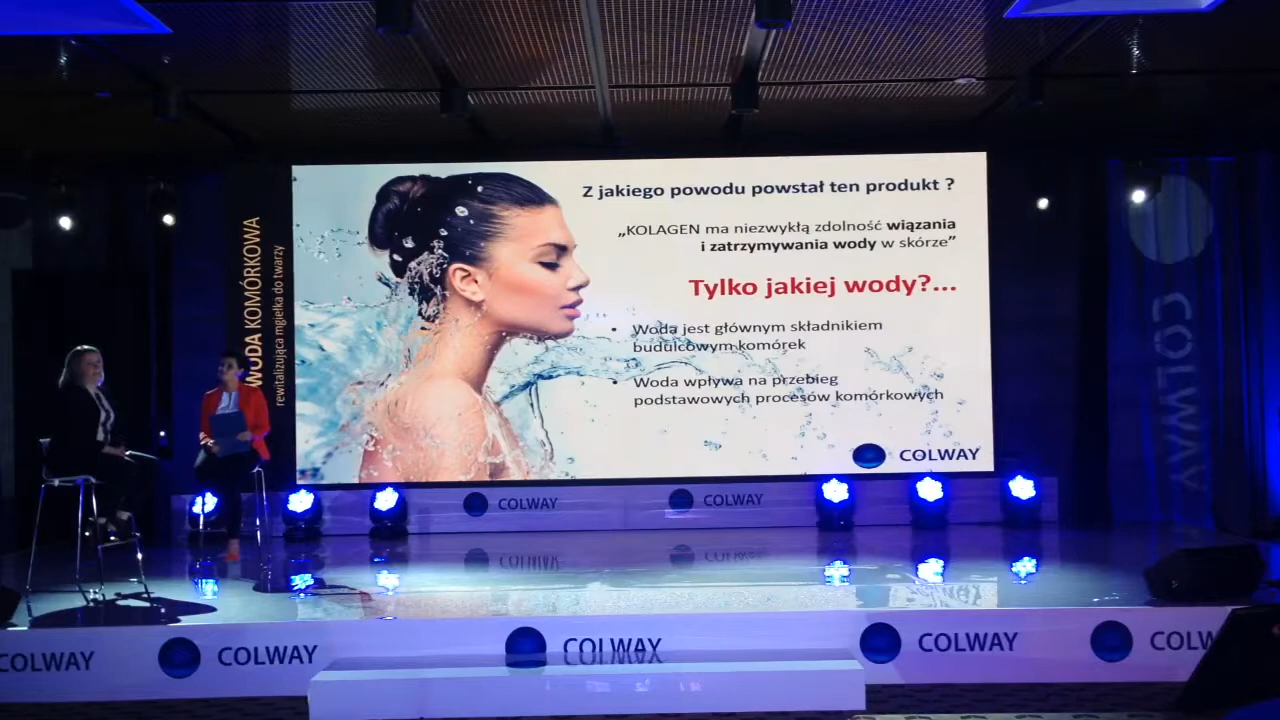 Z jakiego powodu powstał ten produkt ?
„KOLAGEN ma niezwykłą zdolność wiązania
i zatrzymywania wody w skórze”
Tylko jakiej wody?...
• Woda jest głównym składnikiem
budulcowym komórek
• Woda wpływa na przebieg
podstawowych procesów komórkowych
COLWAY
WODA KOMÓRKOWA
rewitalizująca mgiełka do twarzy
COLWAY
COLWAY
COLWAY
COLWAY
COLWAY
COLWAY
COLWAY
COLW